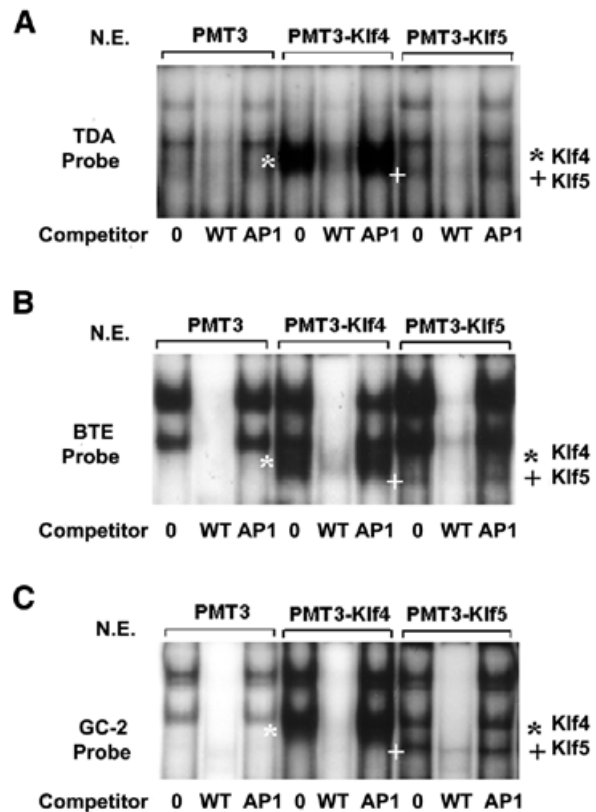 A
N.E. PMT3 PMT3-Klf4 PMT3-Klf5
TDA
Probe
* *
+ Klf4
+ Klf5
Competitor 0 WT AP1 0 WT AP1 0 WT AP1
B
N.E. PMT3 PMT3-Klf4 PMT3-Klf5
BTE
Probe
* * Klf4
+ + Klf5
Competitor 0 WT AP1 0 WT AP1 0 WT AP1
C
N.E. PMT3 PMT3-Klf4 PMT3-Klf5
GC-2
Probe
* * Klf4
+ + Klf5
Competitor 0 WT AP1 0 WT AP1 0 WT AP1